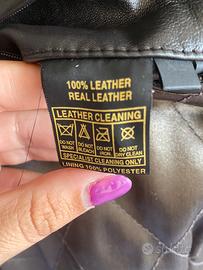 100% LEATHER
REAL LEATHER
LEATHER CLEANING
DO NOT WASH
DO NOT BLEACH
DO NOT IRON.
DO NOT DRY CLEAN
SPECIALIST CLEANING ONLY
LINING 100% POLYESTER
Subito